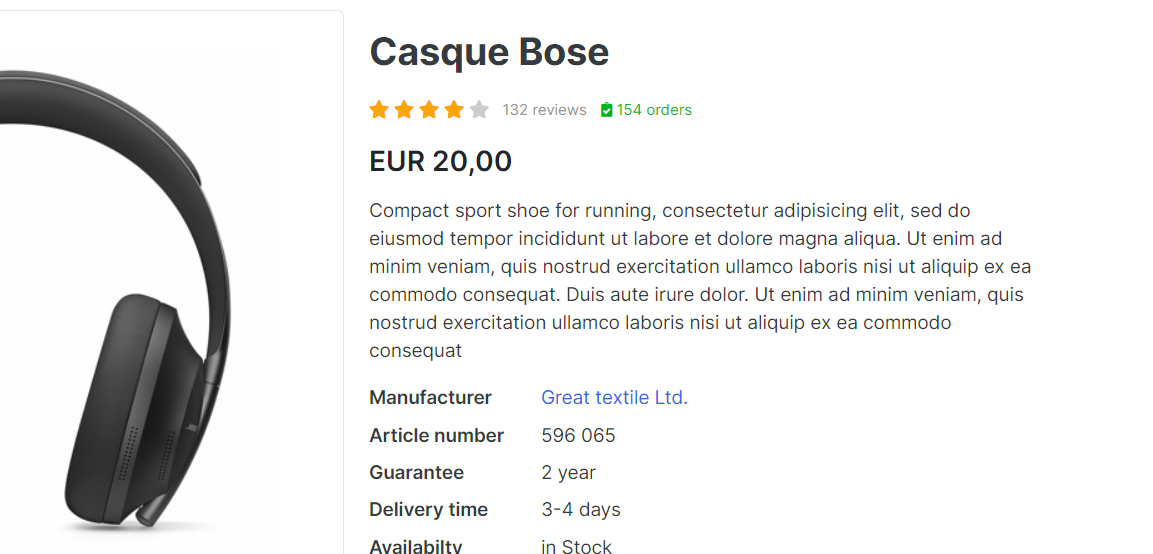 Casque Bose
132 reviews 154 orders
EUR 20,00
Compact sport shoe for running, consectetur adipisicing elit, sed do
eiusmod tempor incididunt ut labore et dolore magna aliqua. Ut enim ad
minim veniam, quis nostrud exercitation ullamco laboris nisi ut aliquip ex ea
commodo consequat. Duis aute irure dolor. Ut enim ad minim veniam, quis
nostrud exercitation ullamco laboris nisi ut aliquip ex ea commodo
consequat
Manufacturer Great textile Ltd.
Article number 596 065
Guarantee 2 year
Delivery time 3-4 days
Availabilty in Stock